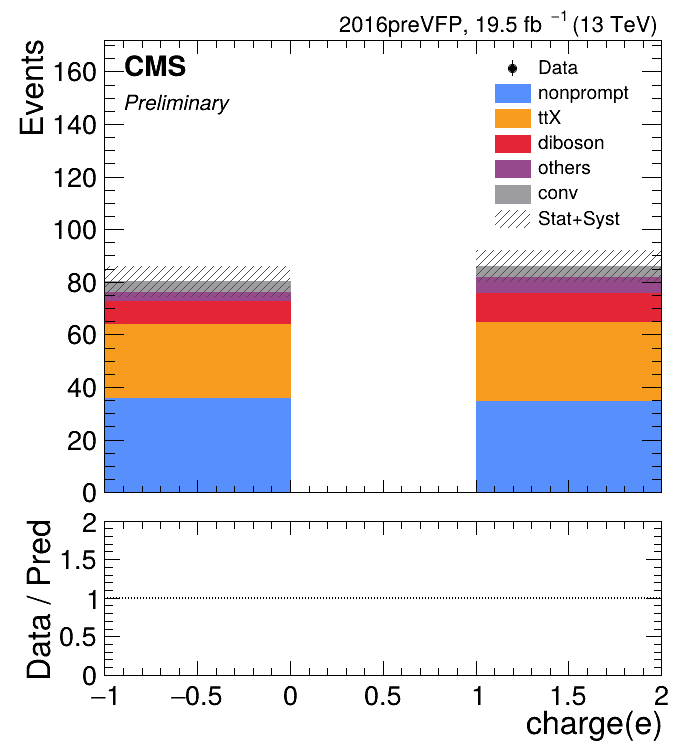 2016preVFP, 19.5 fb⁻¹ (13 TeV)
CMS
Preliminary
Data
nonprompt
ttX
diboson
others
conv
Stat+Syst
Events
160
140
120
100
80
60
40
20
0
Data / Pred
2
1.5
1
0.5
0
−1 −0.5 0 0.5 1 1.5 2
charge(e)